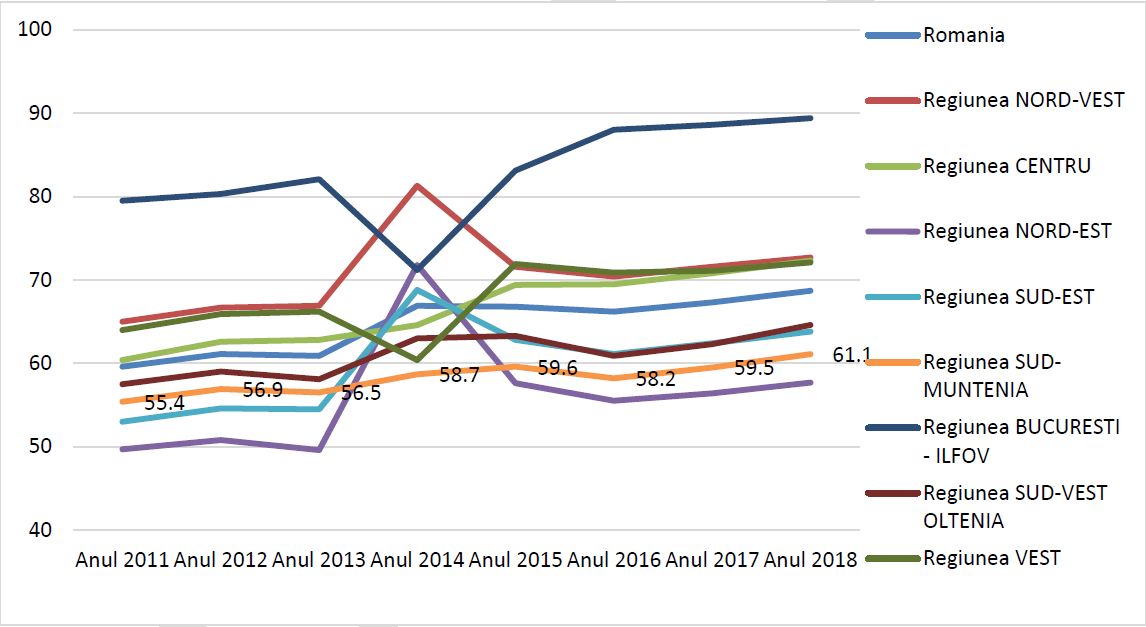 100
90
80
70
60
50
40
55.4
56.9
56.5
58.7
59.6
58.2
59.5
61.1
Anul 2011 Anul 2012 Anul 2013 Anul 2014 Anul 2015 Anul 2016 Anul 2017 Anul 2018
Romania
Regiunea NORD-VEST
Regiunea CENTRU
Regiunea NORD-EST
Regiunea SUD-EST
Regiunea SUD-
MUNTENIA
Regiunea BUCURESTI
- ILFOV
Regiunea SUD-VEST
OLTENIA
Regiunea VEST